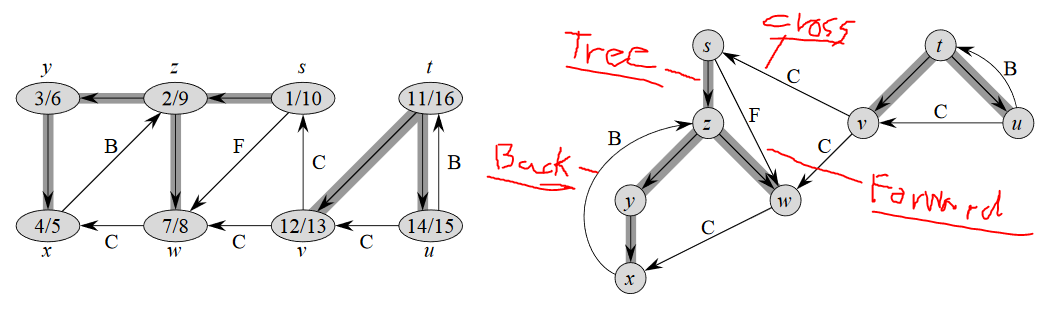 y z s t
3/6 2/9 1/10 11/16
B F C B
4/5 7/8 12/13 14/15
C C C
x w v u
Tree
cross
s t
C B
F
z v C u
B C
Back
y w
Forward
C
x